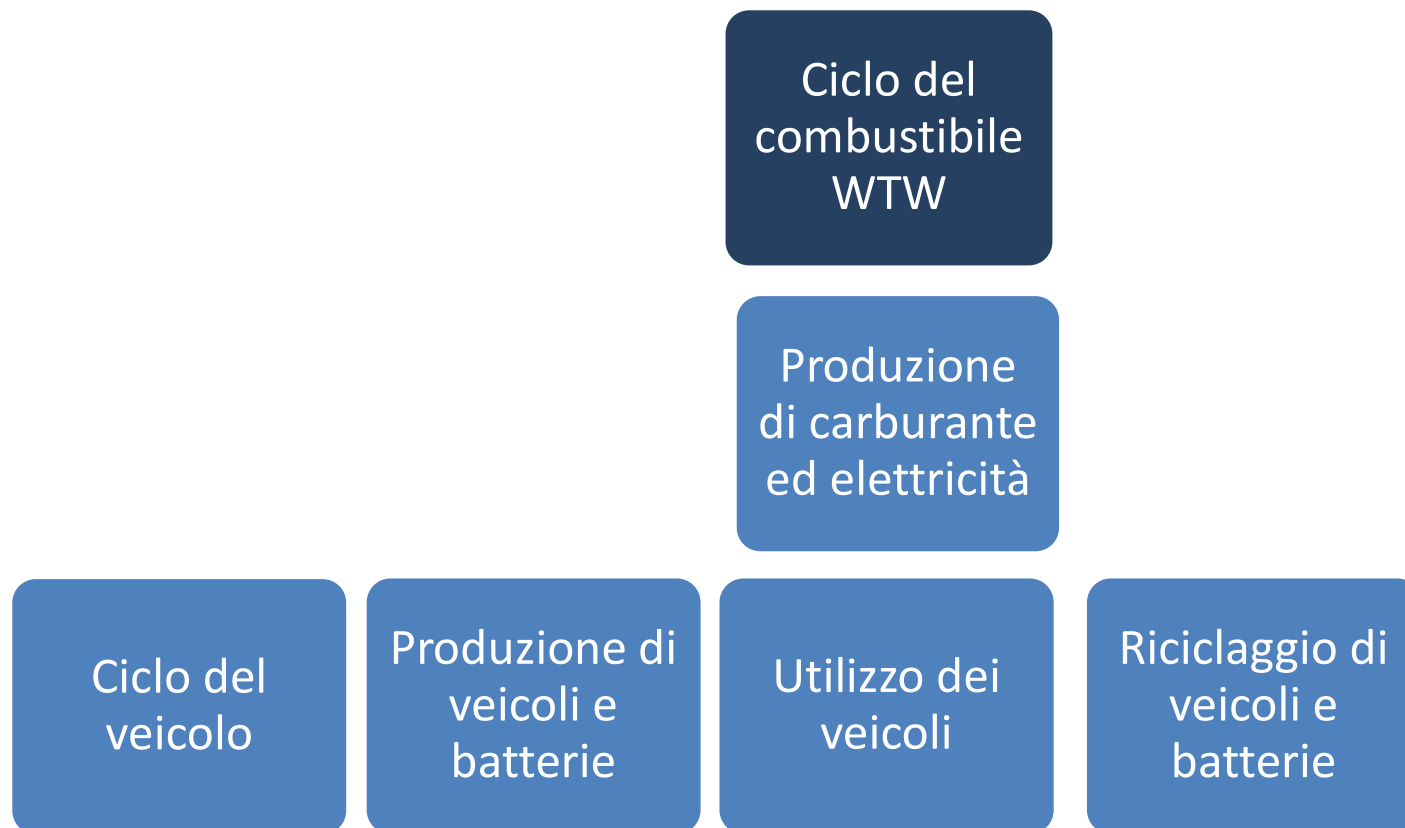 Ciclo del
combustibile
WTW
Produzione
di carburante
ed elettricità
Ciclo del
veicolo
Produzione di
veicoli e
batterie
Utilizzo dei
veicoli
Riciclaggio di
veicoli e
batterie